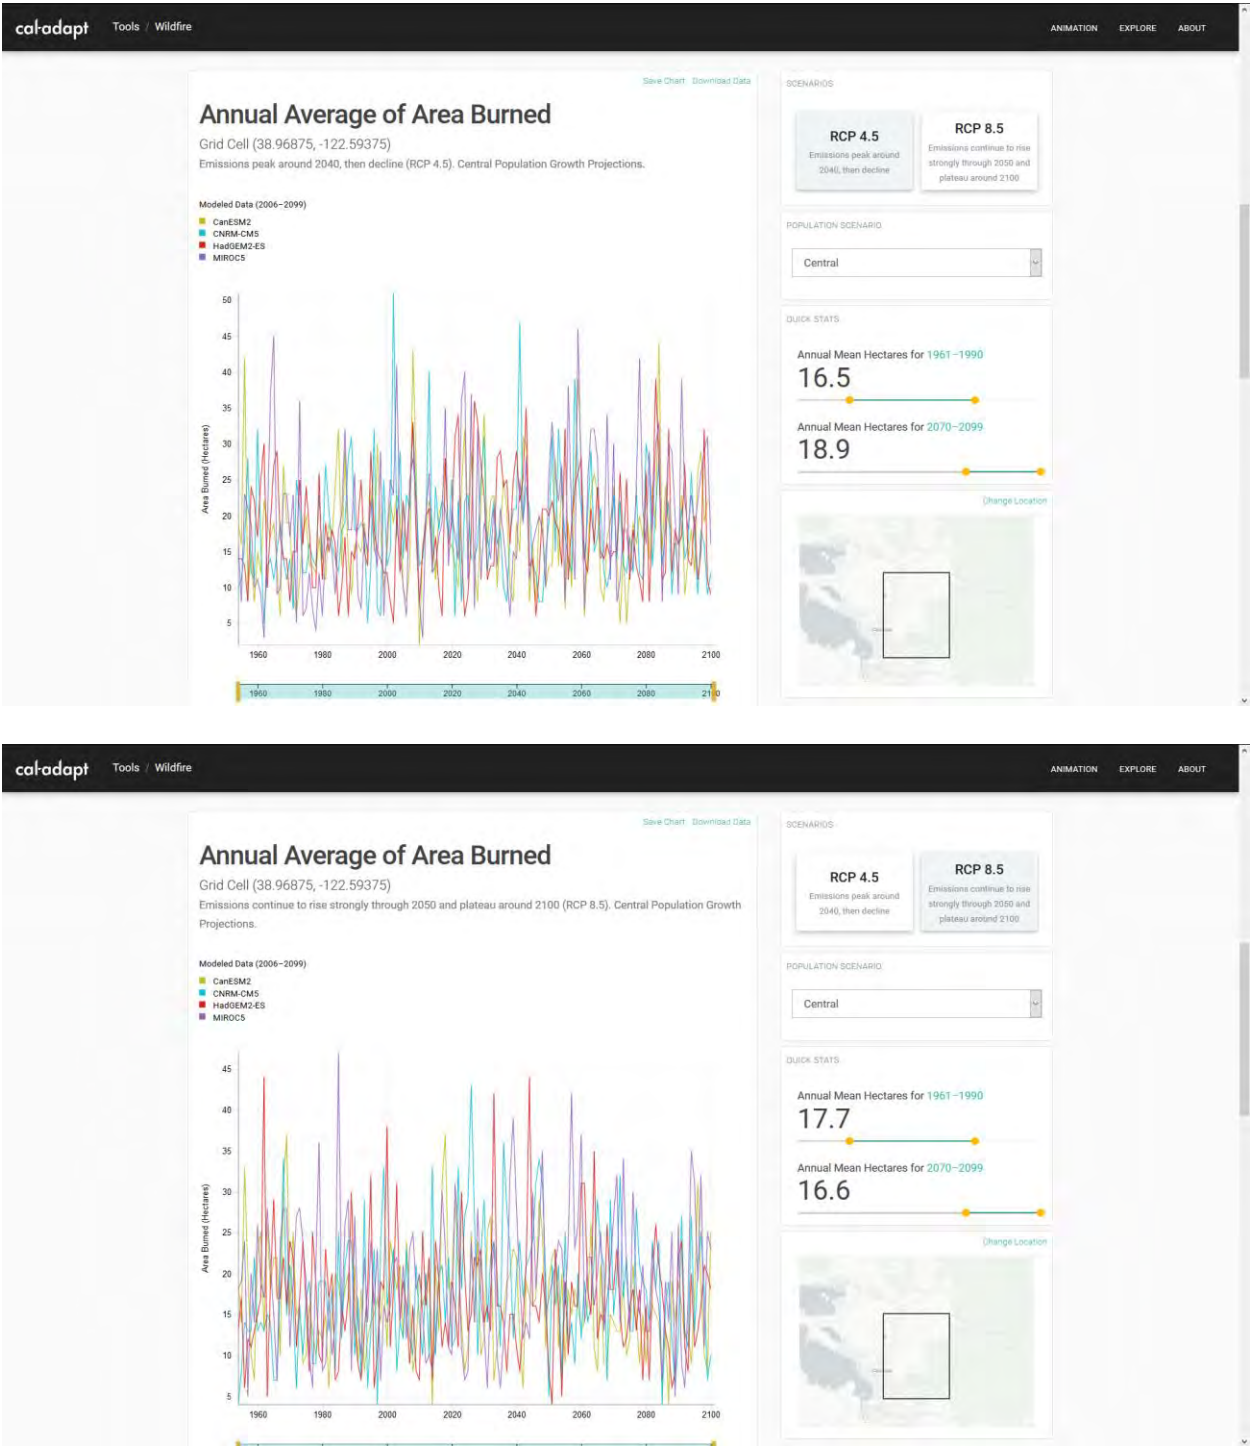 cal-adapt Tools / Wildfire ANIMATION EXPLORE ABOUT
Save Chart Download Data
Annual Average of Area Burned
Grid Cell (38.96875, -122.59375)
Emissions peak around 2040, then decline (RCP 4.5). Central Population Growth Projections.
Modeled Data (2006–2099)
CanESM2
CNRM-CM5
HadGEM2-ES
MIROC5
50
45
40
35
30
25
20
15
10
5
Area Burned (Hectares)
1960 1980 2000 2020 2040 2060 2080 2100
1960 1980 2000 2020 2040 2060 2080 2100
SCENARIOS
RCP 4.5
Emissions peak around
2040, then decline
RCP 8.5
Emissions continue to rise
strongly through 2050 and
plateau around 2100
POPULATION SCENARIO
Central
QUICK STATS
Annual Mean Hectares for 1961–1990
16.5
Annual Mean Hectares for 2070–2099
18.9
Change Location
cal-adapt Tools / Wildfire ANIMATION EXPLORE ABOUT
Save Chart Download Data
Annual Average of Area Burned
Grid Cell (38.96875, -122.59375)
Emissions continue to rise strongly through 2050 and plateau around 2100 (RCP 8.5). Central Population Growth
Projections.
Modeled Data (2006–2099)
CanESM2
CNRM-CM5
HadGEM2-ES
MIROC5
45
40
35
30
25
20
15
10
5
Area Burned (Hectares)
1960 1980 2000 2020 2040 2060 2080 2100
SCENARIOS
RCP 4.5
Emissions peak around
2040, then decline
RCP 8.5
Emissions continue to rise
strongly through 2050 and
plateau around 2100
POPULATION SCENARIO
Central
QUICK STATS
Annual Mean Hectares for 1961–1990
17.7
Annual Mean Hectares for 2070–2099
16.6
Change Location